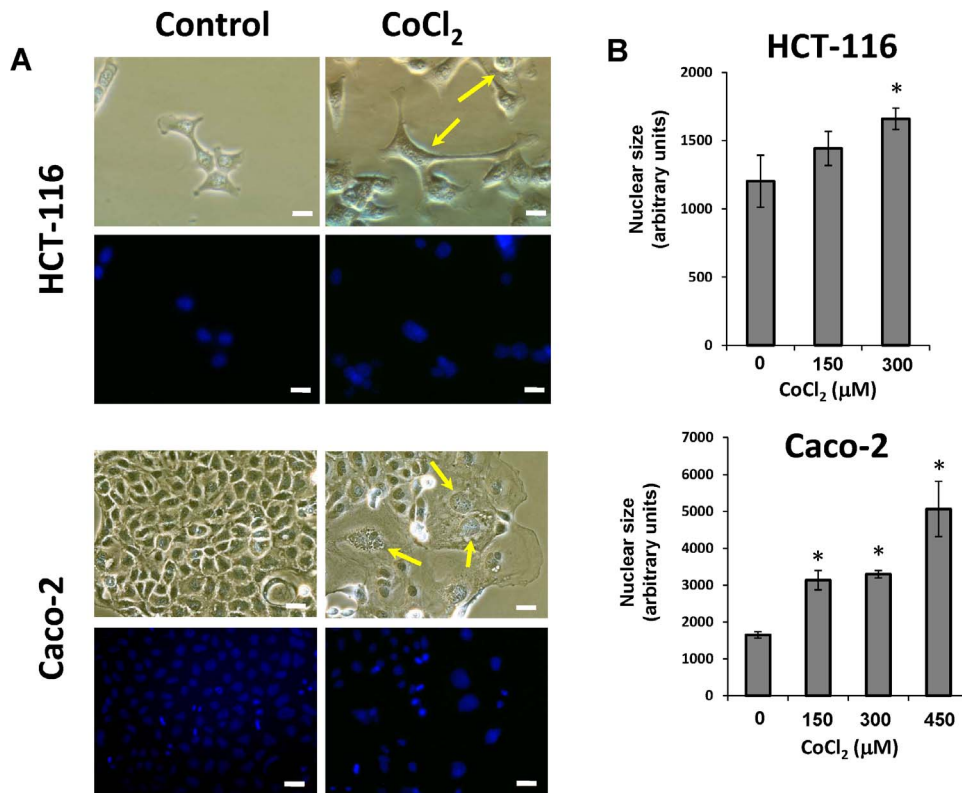 A
Control
CoCl2
HCT-116
Caco-2
B
HCT-116
Nuclear size
(arbitrary units)
2000
1500
1000
500
0
*
0 150 300
CoCl2 (μM)
Caco-2
Nuclear size
(arbitrary units)
7000
6000
5000
4000
3000
2000
1000
0
* * *
0 150 300 450
CoCl2 (μM)